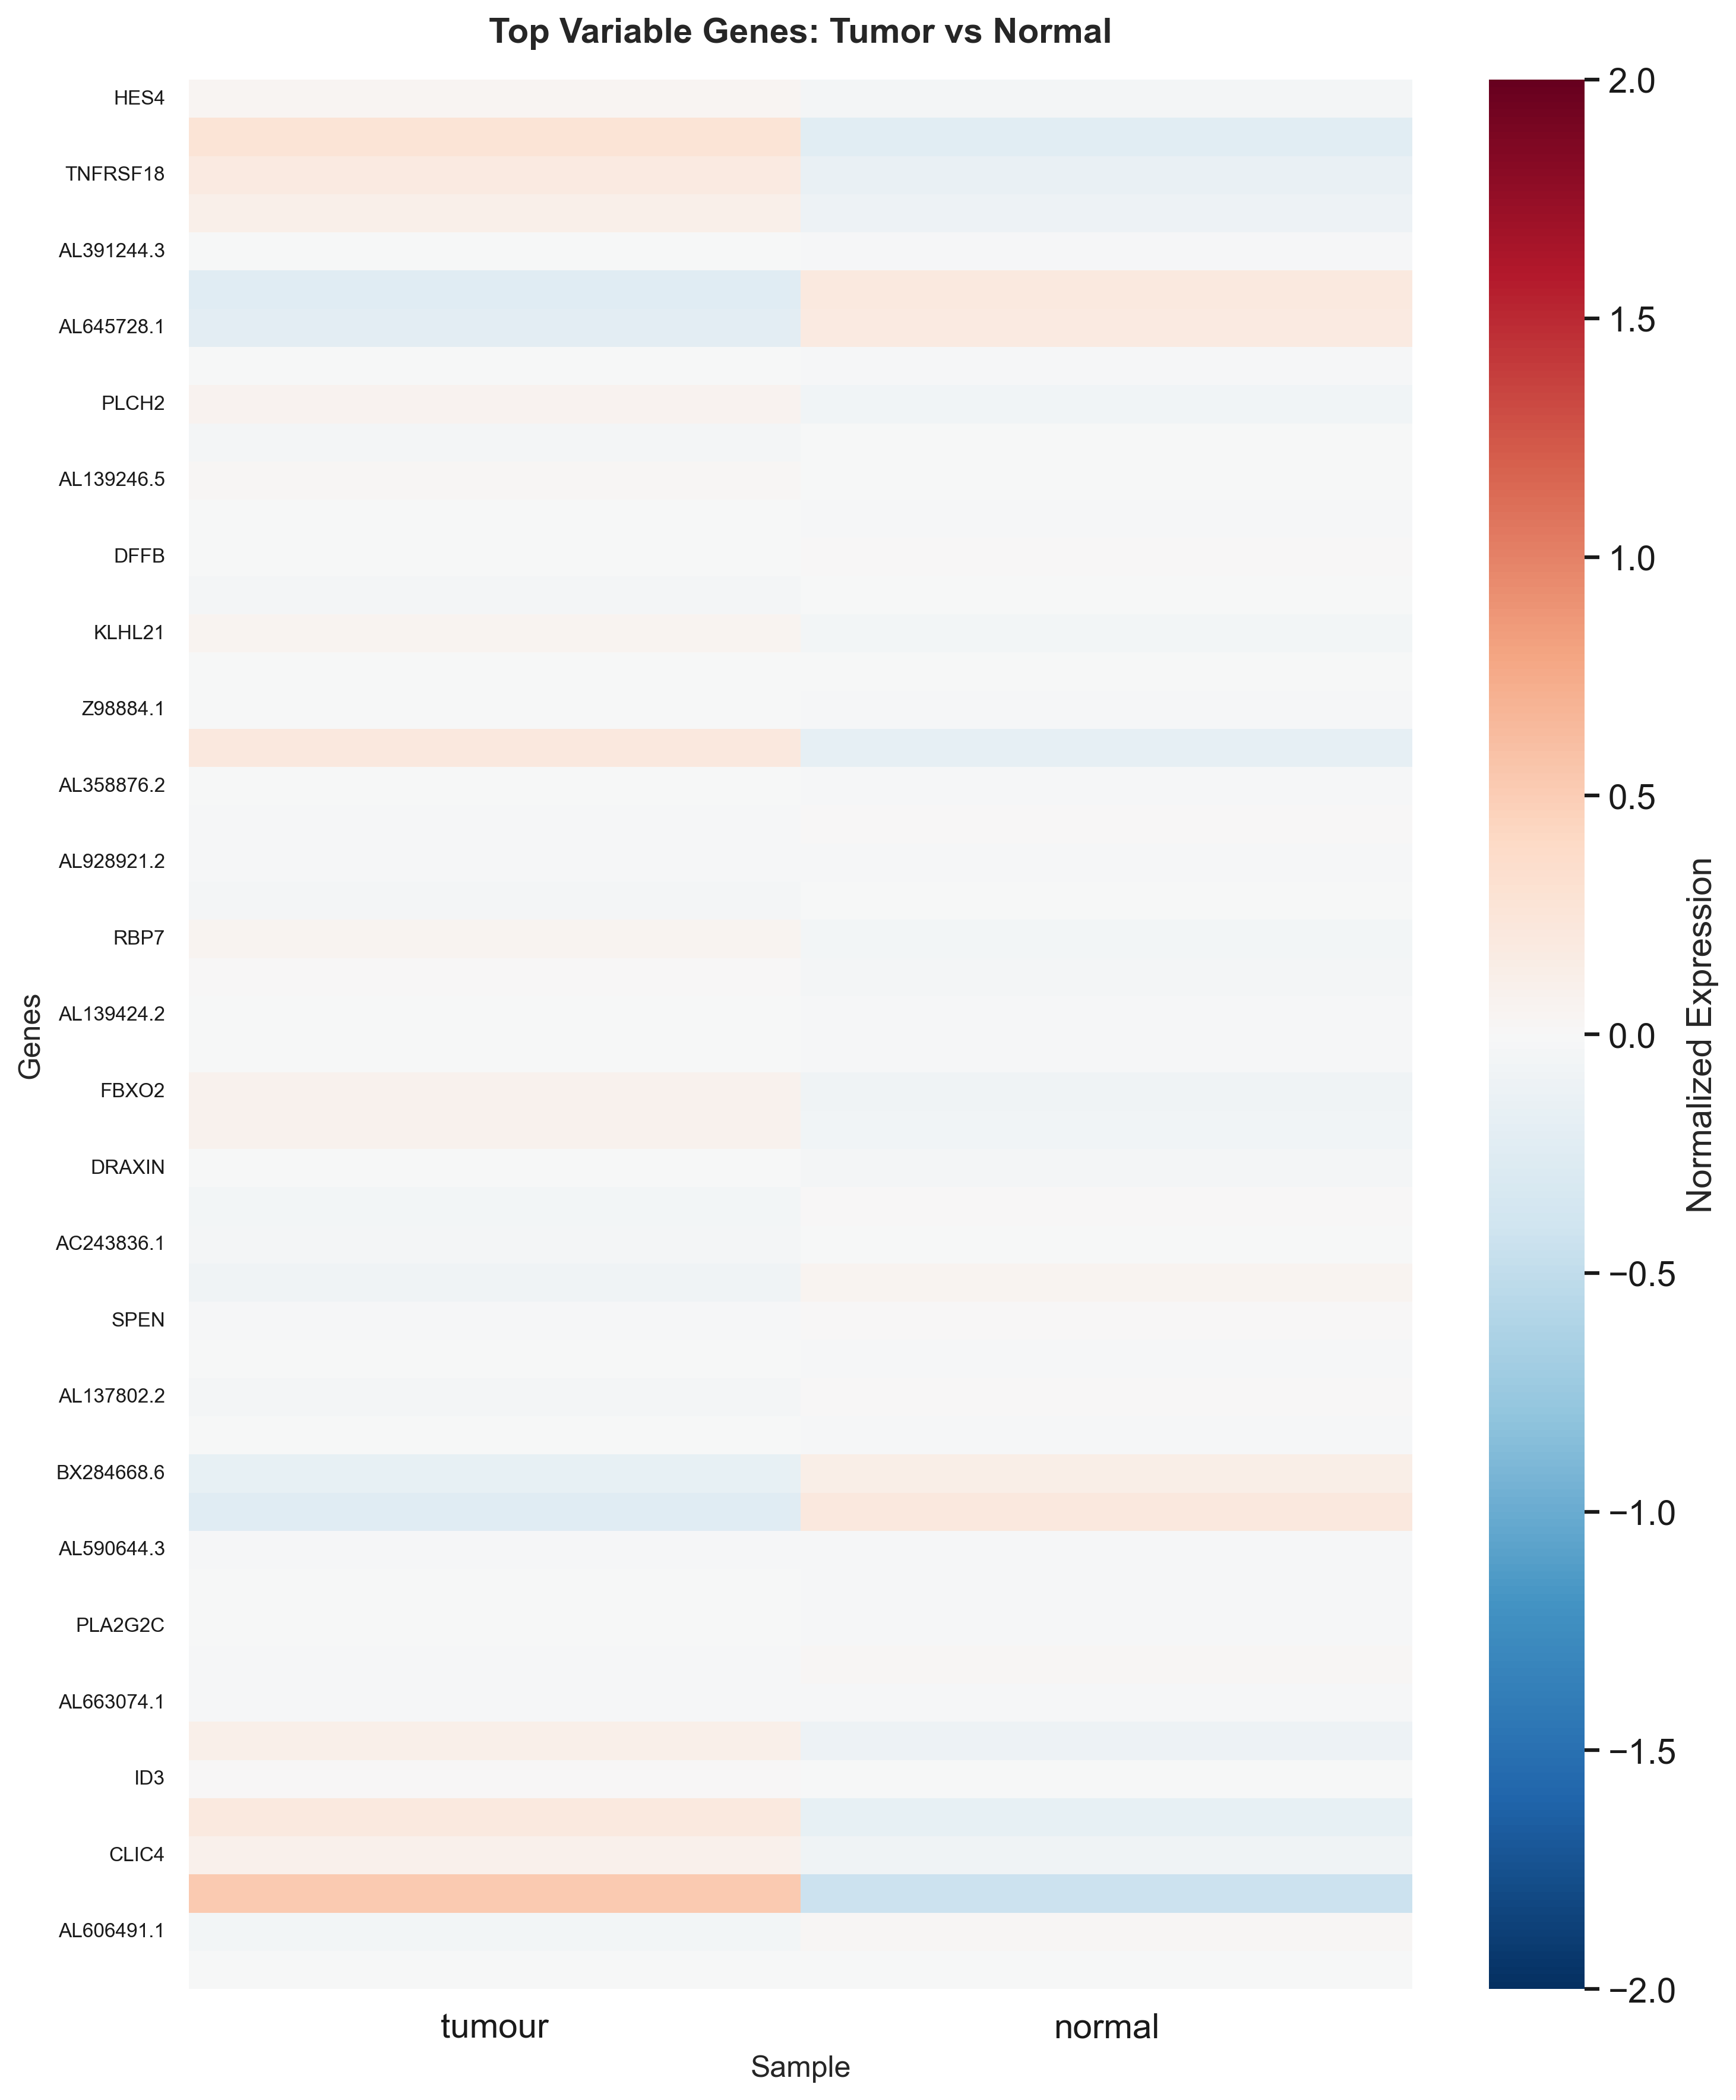 Top Variable Genes: Tumor vs Normal
HES4
TNFRSF18
AL391244.3
AL645728.1
PLCH2
AL139246.5
DFFB
KLHL21
Z98884.1
AL358876.2
AL928921.2
RBP7
AL139424.2
FBXO2
DRAXIN
AC243836.1
SPEN
AL137802.2
BX284668.6
AL590644.3
PLA2G2C
AL663074.1
ID3
CLIC4
AL606491.1
Genes
tumour
normal
Sample
2.0
1.5
1.0
0.5
0.0
−0.5
−1.0
−1.5
−2.0
Normalized Expression